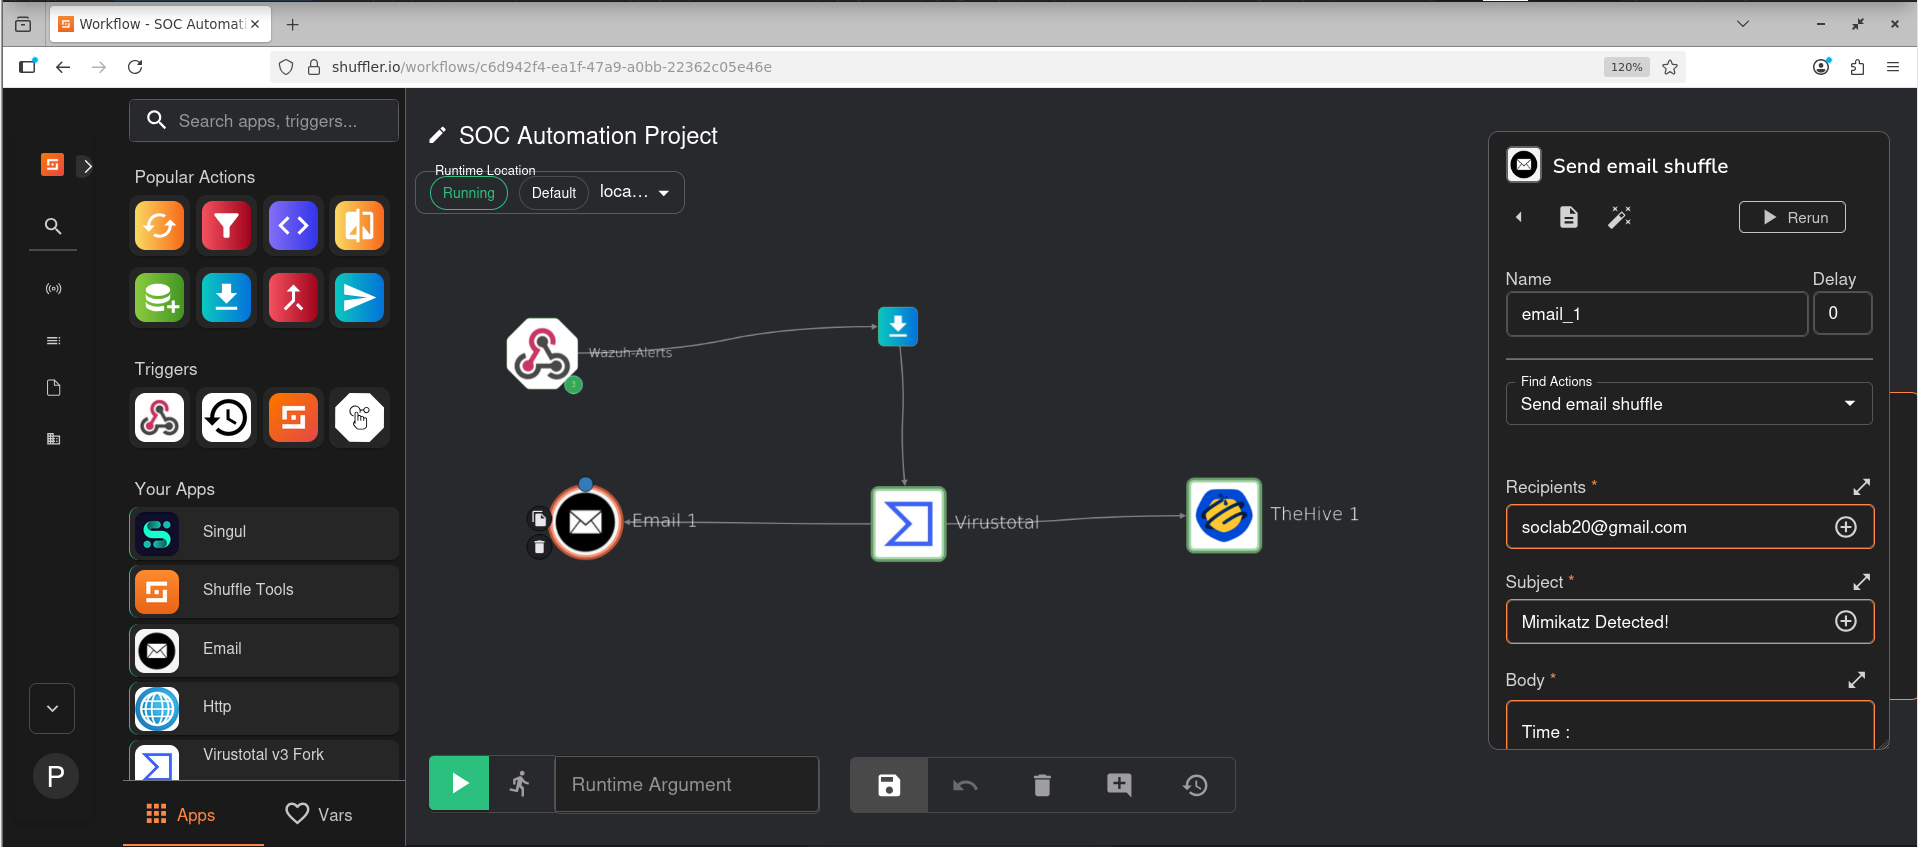 Workflow - SOC Automati
shuffler.io/workflows/c6d942f4-ea1f-47a9-a0bb-22362c05e46e
120%
Search apps, triggers...
Popular Actions
Triggers
Your Apps
Singul
Shuffle Tools
Email
Http
Virustotal v3 Fork
P
Apps
Vars
SOC Automation Project
Runtime Location
Running
Default
loca...
Wazuh-Alerts
Email 1
Virustotal
TheHive 1
Runtime Argument
Send email shuffle
Rerun
Name
Delay
email_1
0
Find Actions
Send email shuffle
Recipients *
soclab20@gmail.com
Subject *
Mimikatz Detected!
Body *
Time :